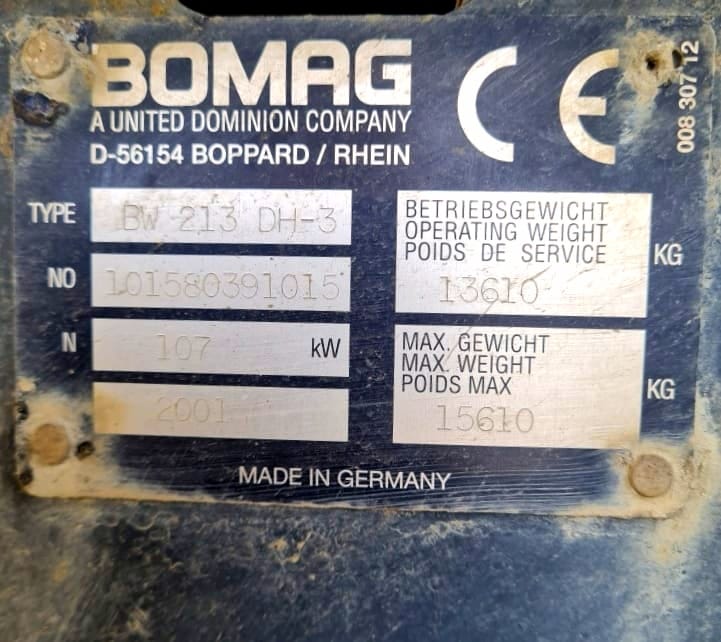 BOMAG
A UNITED DOMINION COMPANY
D-56154 BOPPARD / RHEIN
CE
008 307 12
TYPE BW 213 DH-3
NO 101580391015
N 107 kW
2001
BETRIEBSGEWICHT
OPERATING WEIGHT
POIDS DE SERVICE
13610 KG
MAX. GEWICHT
MAX. WEIGHT
POIDS MAX
15610 KG
MADE IN GERMANY